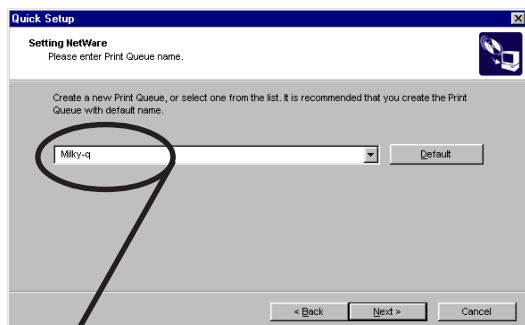 Quick Setup
Setting NetWare
Please enter Print Queue name.
Create a new Print Queue, or select one from the list. It is recommended that you create the Print
Queue with default name.
Milky-q
Default
< Back
Next >
Cancel